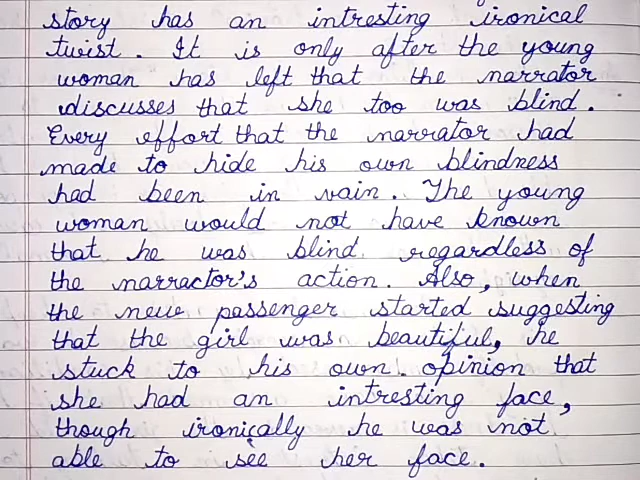 story has an intresting ironical
twist. It is only after the young
woman has left that the narrator
discusses that she too was blind.
Every effort that the narrator had
made to hide his own blindness
had been in vain. The young
woman would not have known
that he was blind regardless of
the narractor's action. Also, when
the new passenger started suggesting
that the girl was beautiful, he
stuck to his own opinion that
she had an intresting face,
though ironically he was not
able to see her face.